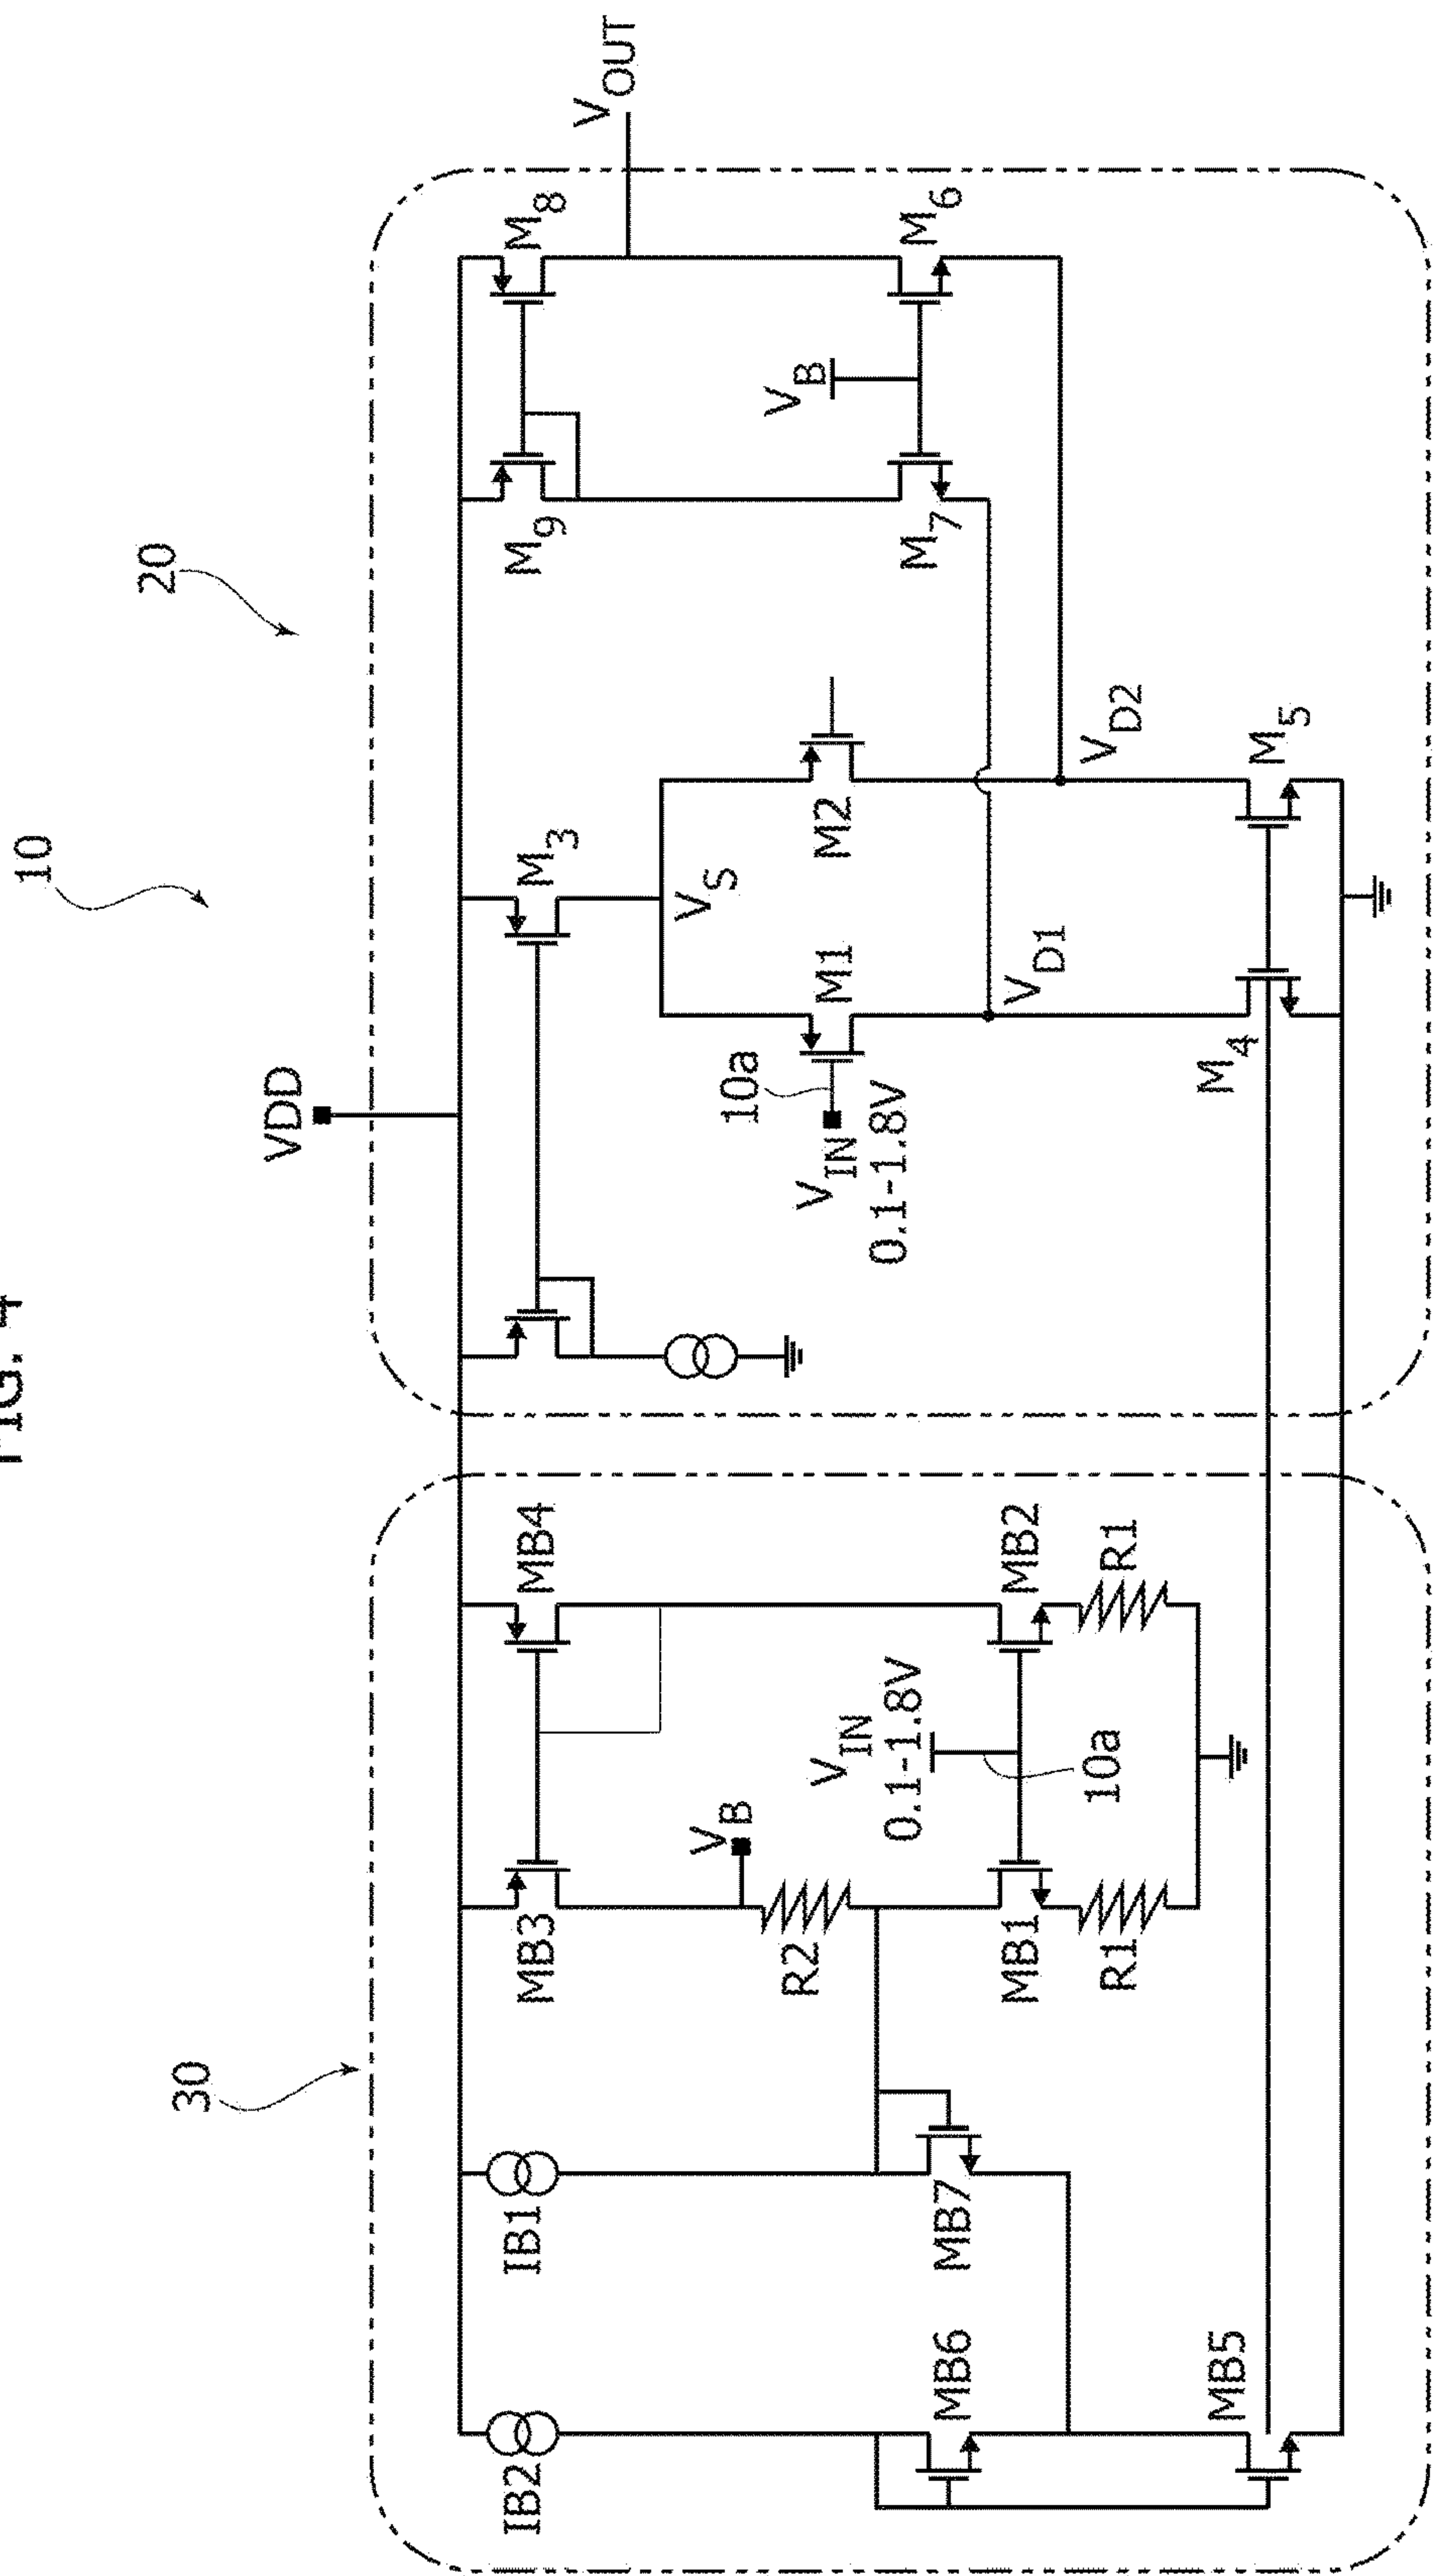 FIG. 4
10
20
30
VDD
IB2
IB1
MB3
MB4
M9
M8
M3
VOUT
VB
R2
VIN
0.1-1.8V
10a
MB6
MB7
MB1
MB2
R1
R1
MB5
VIN
0.1-1.8V
10a
M1
M2
VS
VB
M7
M6
VD1
VD2
M4
M5